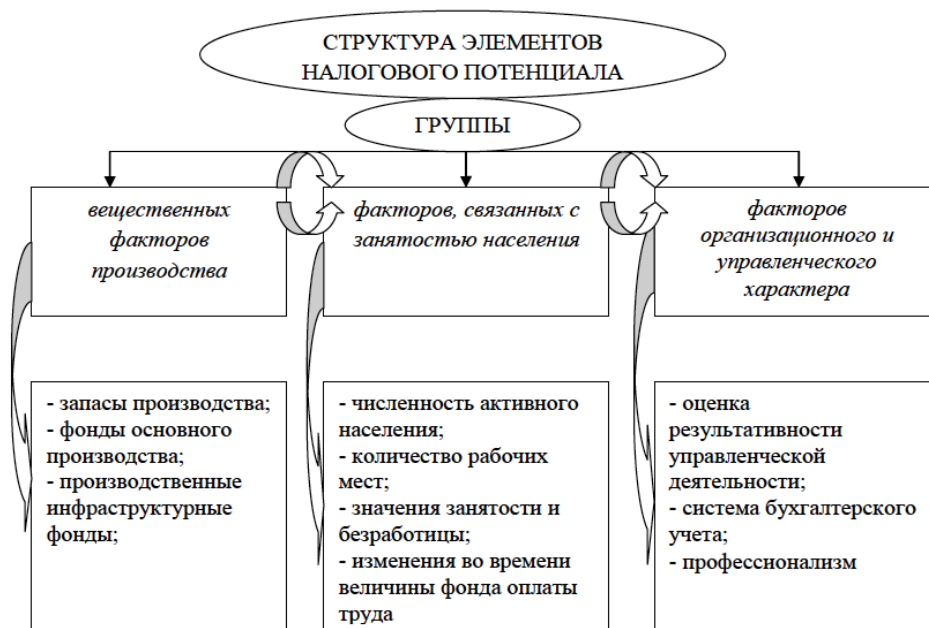 СТРУКТУРА ЭЛЕМЕНТОВ
НАЛОГОВОГО ПОТЕНЦИАЛА
ГРУППЫ
вещественных
факторов
производства
факторов, связанных с
занятостью населения
факторов
организационного и
управленческого
характера
- запасы производства;
- фонды основного
производства;
- производственные
инфраструктурные
фонды;
- численность активного
населения;
- количество рабочих
мест;
- значения занятости и
безработицы;
- изменения во времени
величины фонда оплаты
труда
- оценка
результативности
управленческой
деятельности;
- система бухгалтерского
учета;
- профессионализм